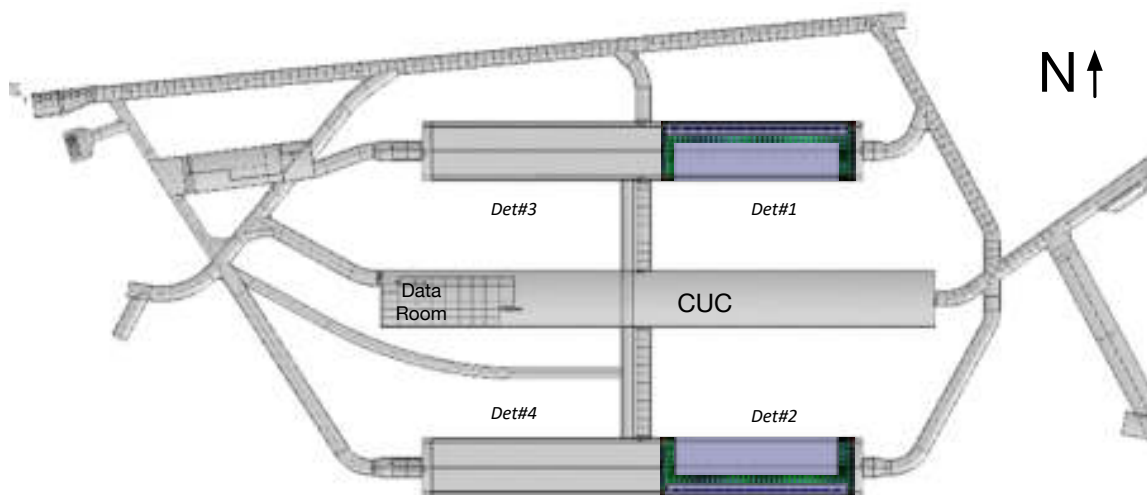 N
Det#3
Det#1
Data
Room
CUC
Det#4
Det#2